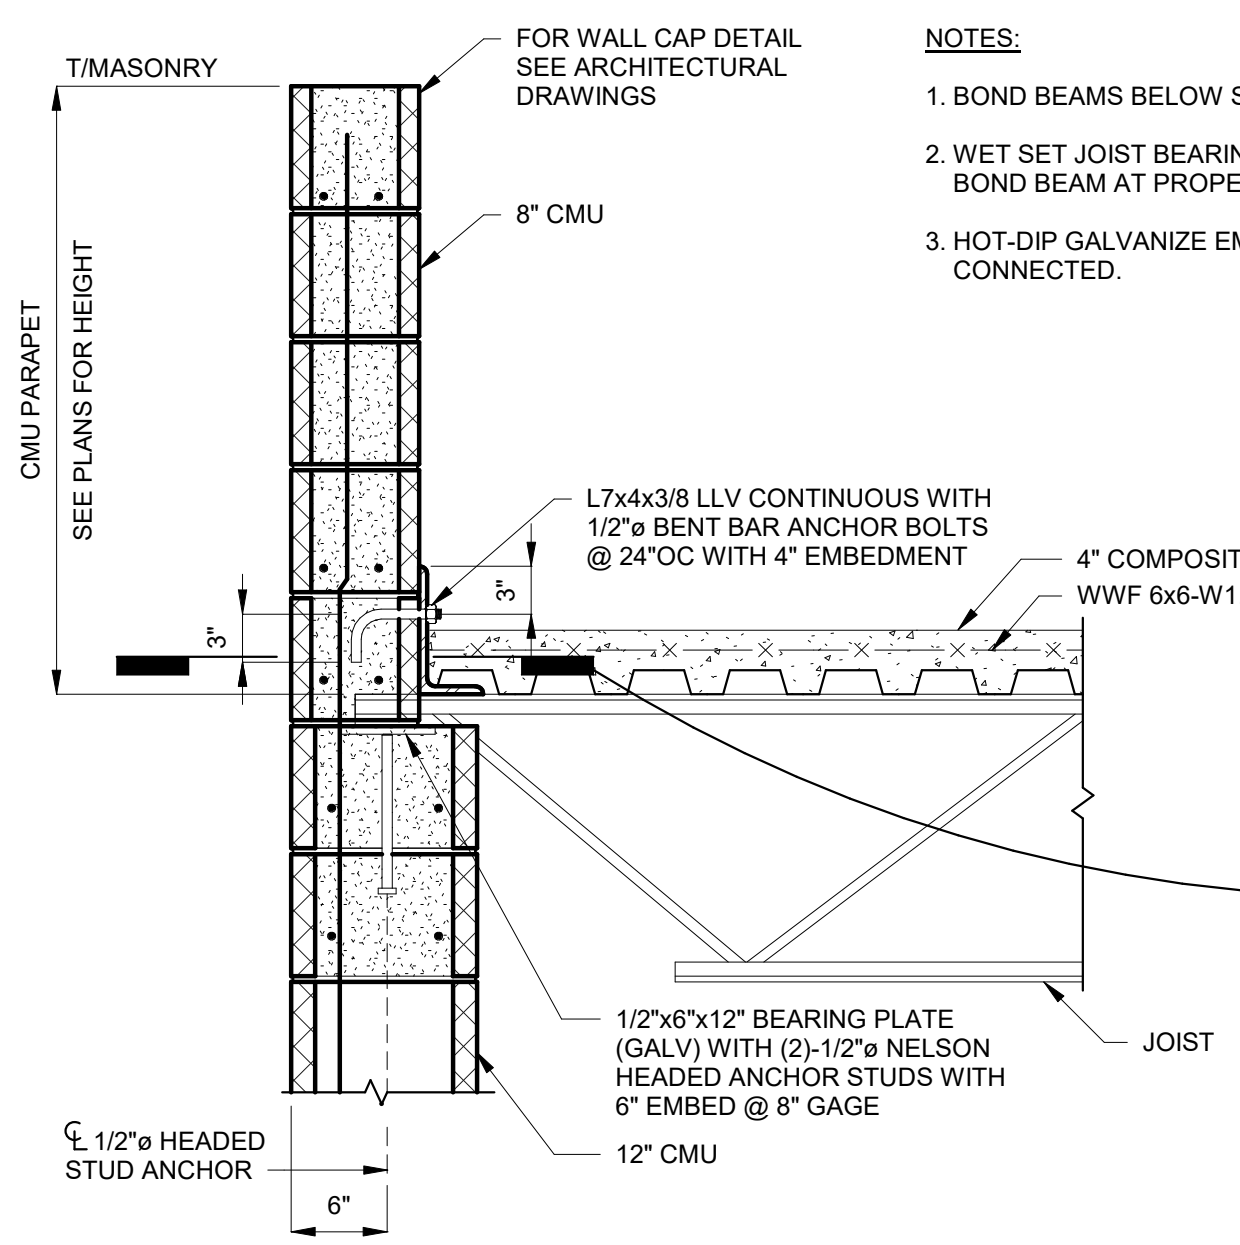 FOR WALL CAP DETAIL
SEE ARCHITECTURAL
DRAWINGS
NOTES:
T/MASONRY
1. BOND BEAMS BELOW S
2. WET SET JOIST BEARIN
BOND BEAM AT PROPE
3. HOT-DIP GALVANIZE EM
CONNECTED.
8" CMU
CMU PARAPET
SEE PLANS FOR HEIGHT
L7x4x3/8 LLV CONTINUOUS WITH
1/2"ø BENT BAR ANCHOR BOLTS
@ 24"OC WITH 4" EMBEDMENT
4" COMPOSIT
WWF 6x6-W1
3"
3"
1/2"x6"x12" BEARING PLATE
(GALV) WITH (2)-1/2"ø NELSON
HEADED ANCHOR STUDS WITH
6" EMBED @ 8" GAGE
JOIST
12" CMU
℄ 1/2"ø HEADED
STUD ANCHOR
6"